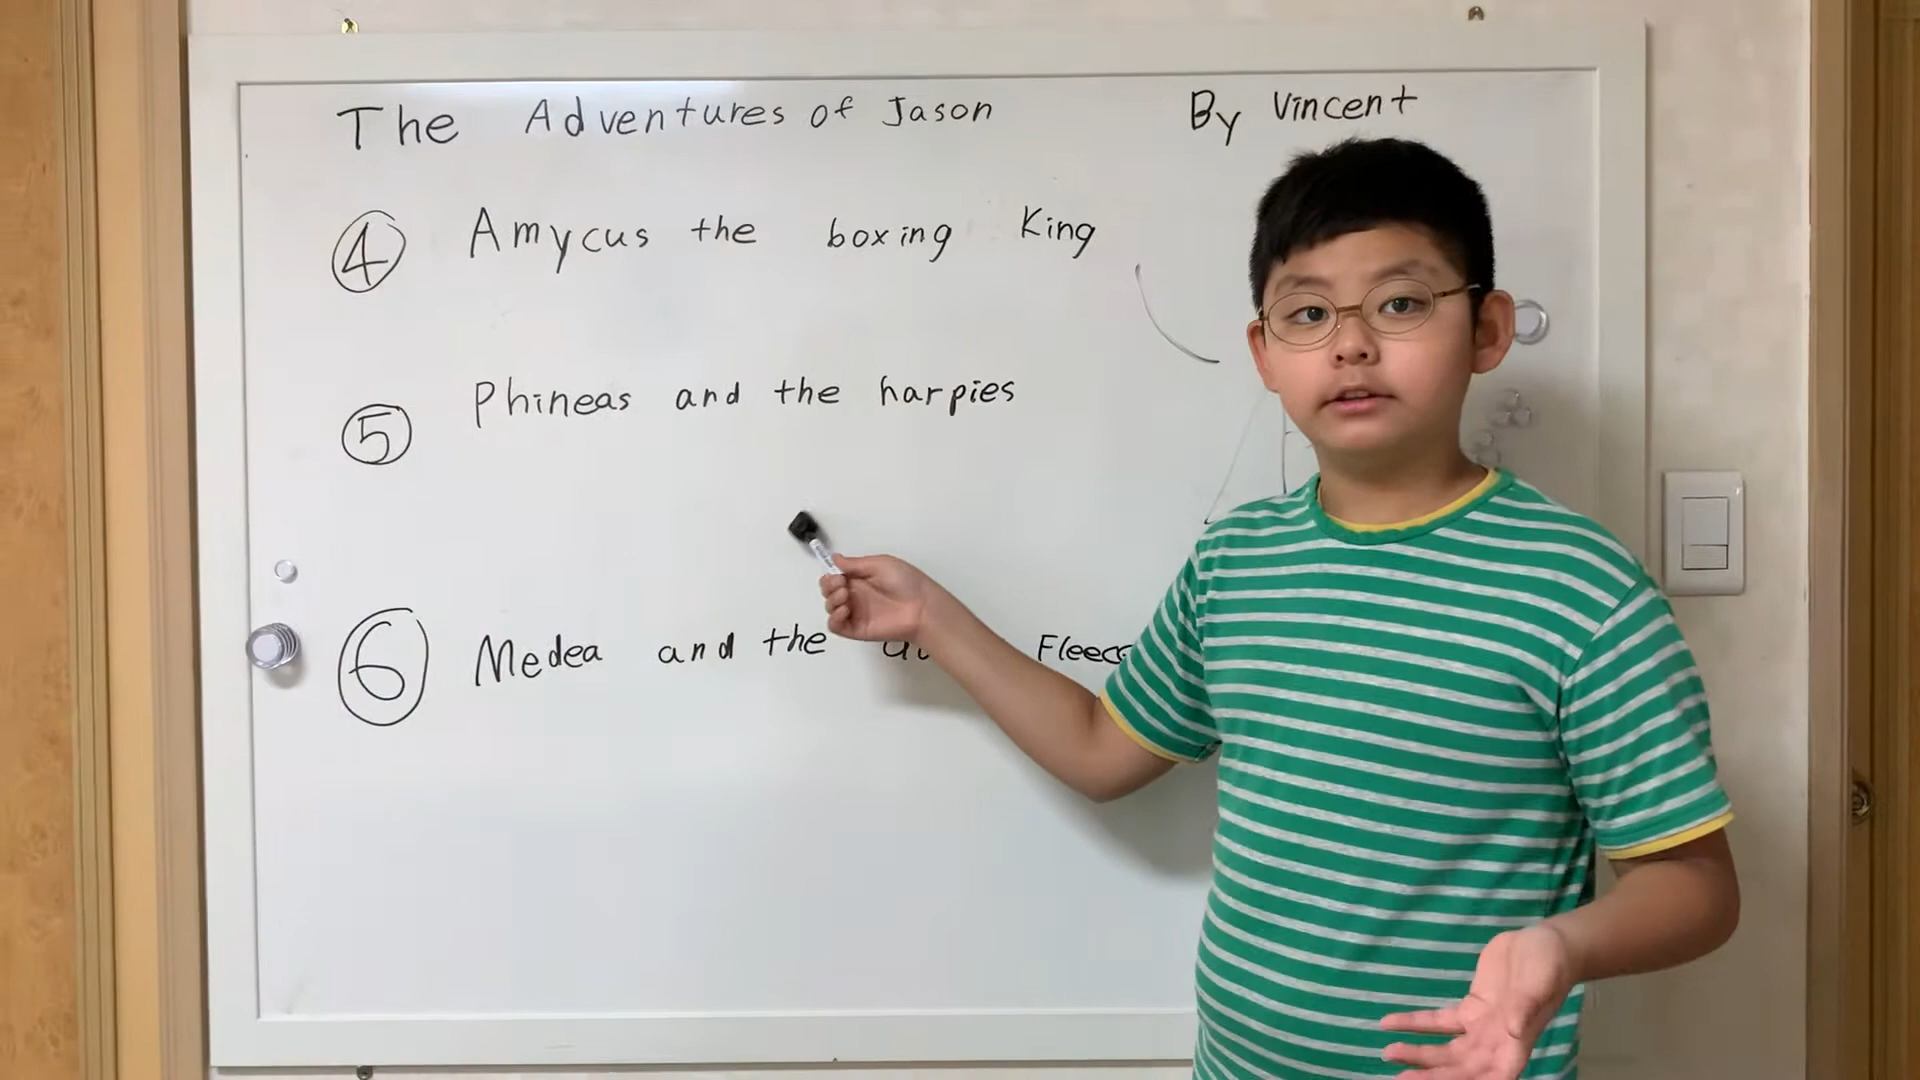 The Adventures of Jason By Vincent
④ Amycus the boxing King
⑤ Phineas and the harpies
⑥ Medea and the Fleece